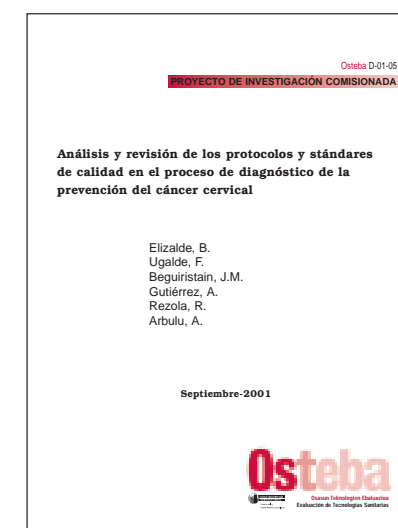 Osteba D-01-05
PROYECTO DE INVESTIGACIÓN COMISIONADA
Análisis y revisión de los protocolos y stándares
de calidad en el proceso de diagnóstico de la
prevención del cáncer cervical
Elizalde, B.
Ugalde, F.
Beguiristain, J.M.
Gutiérrez, A.
Rezola, R.
Arbulu, A.
Septiembre-2001
Osteba
Osasun Teknologien Ebaluazioa
Evaluación de Tecnologías Sanitarias